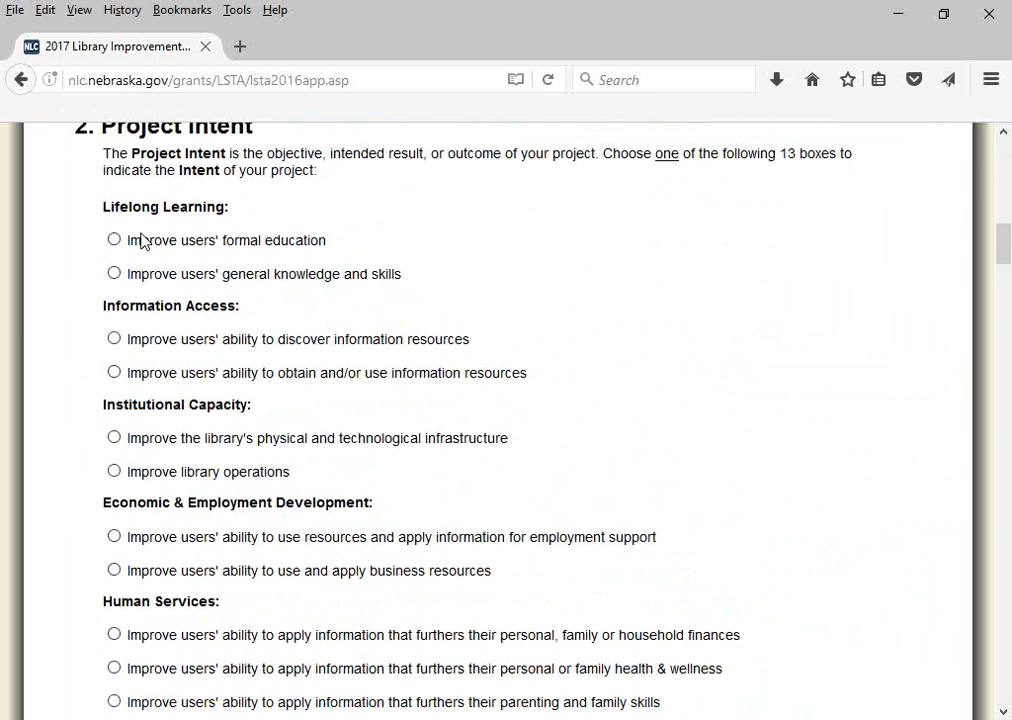 File Edit View History Bookmarks Tools Help
NLC 2017 Library Improvement...
nlc.nebraska.gov/grants/LSTA/lsta2016app.asp Search
2. Project Intent
The Project Intent is the objective, intended result, or outcome of your project. Choose one of the following 13 boxes to
indicate the Intent of your project:
Lifelong Learning:
Improve users' formal education
Improve users' general knowledge and skills
Information Access:
Improve users' ability to discover information resources
Improve users' ability to obtain and/or use information resources
Institutional Capacity:
Improve the library's physical and technological infrastructure
Improve library operations
Economic & Employment Development:
Improve users' ability to use resources and apply information for employment support
Improve users' ability to use and apply business resources
Human Services:
Improve users' ability to apply information that furthers their personal, family or household finances
Improve users' ability to apply information that furthers their personal or family health & wellness
Improve users' ability to apply information that furthers their parenting and family skills